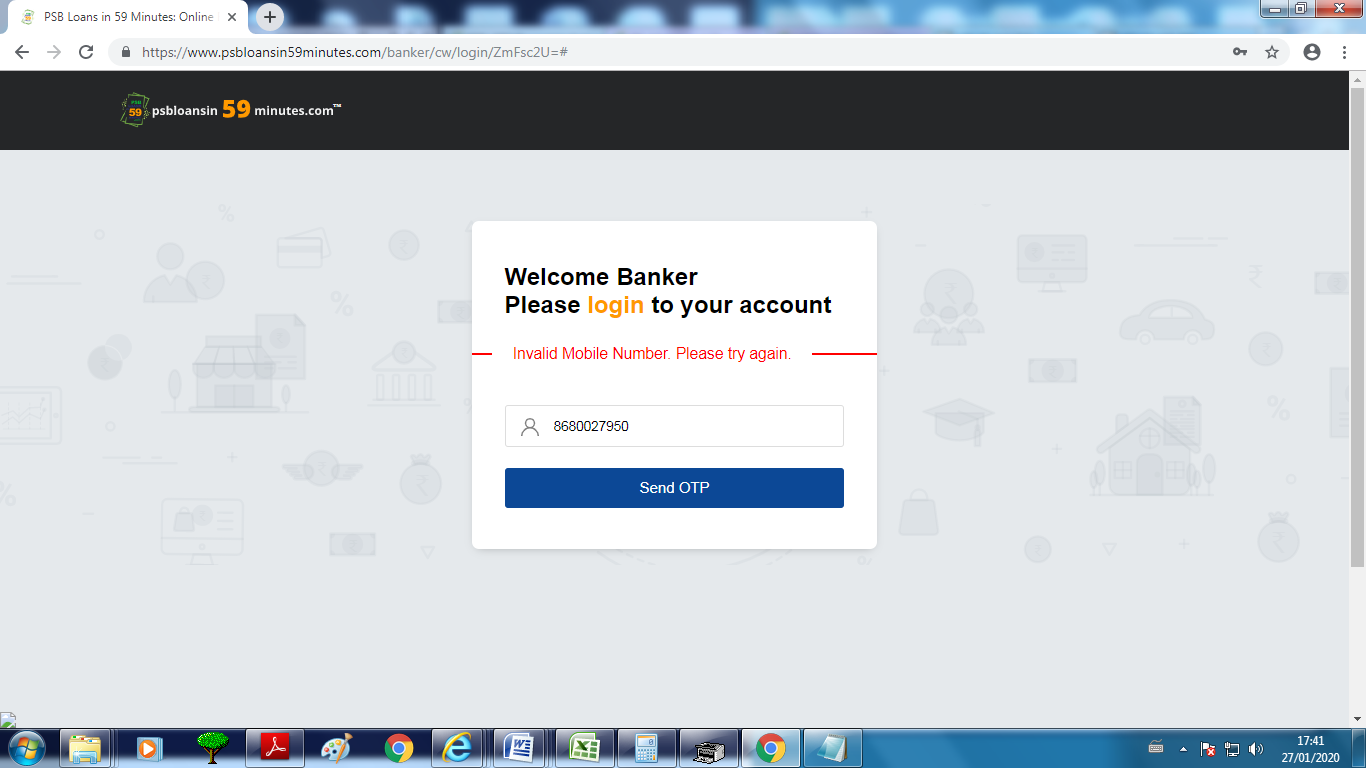 PSB Loans in 59 Minutes: Online
https://www.psbloansin59minutes.com/banker/cw/login/ZmFsc2U=#
PSB
59
psbloansin 59 minutes.com™
Welcome Banker
Please login to your account
Invalid Mobile Number. Please try again.
8680027950
Send OTP
17:41
27/01/2020